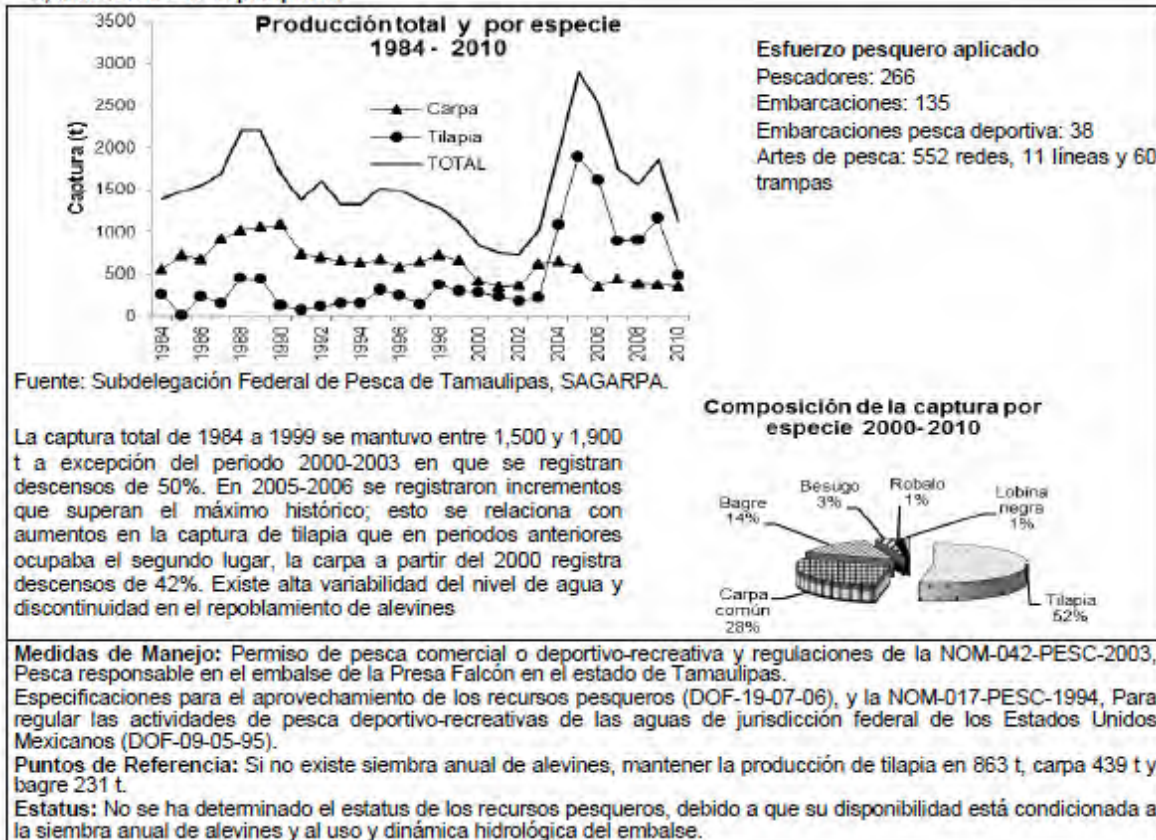 Producción total y por especie
1984 - 2010
Captura (t)
3500
3000
2500
2000
1500
1000
500
0
Carpa
Tilapia
TOTAL
1984
1986
1988
1990
1992
1994
1996
1998
2000
2002
2004
2006
2008
2010
Esfuerzo pesquero aplicado
Pescadores: 266
Embarcaciones: 135
Embarcaciones pesca deportiva: 38
Artes de pesca: 552 redes, 11 líneas y 60
trampas
Fuente: Subdelegación Federal de Pesca de Tamaulipas, SAGARPA.
La captura total de 1984 a 1999 se mantuvo entre 1,500 y 1,900
t a excepción del periodo 2000-2003 en que se registran
descensos de 50%. En 2005-2006 se registraron incrementos
que superan el máximo histórico; esto se relaciona con
aumentos en la captura de tilapia que en periodos anteriores
ocupaba el segundo lugar, la carpa a partir del 2000 registra
descensos de 42%. Existe alta variabilidad del nivel de agua y
discontinuidad en el repoblamiento de alevines
Composición de la captura por
especie 2000-2010
Bagre
14%
Besugo
3%
Robalo
1%
Lobina
negra
1%
Carpa
común
28%
Tilapia
52%
Medidas de Manejo: Permiso de pesca comercial o deportivo-recreativa y regulaciones de la NOM-042-PESC-2003,
Pesca responsable en el embalse de la Presa Falcón en el estado de Tamaulipas.
Especificaciones para el aprovechamiento de los recursos pesqueros (DOF-19-07-06), y la NOM-017-PESC-1994, Para
regular las actividades de pesca deportivo-recreativas de las aguas de jurisdicción federal de los Estados Unidos
Mexicanos (DOF-09-05-95).
Puntos de Referencia: Si no existe siembra anual de alevines, mantener la producción de tilapia en 863 t, carpa 439 t y
bagre 231 t.
Estatus: No se ha determinado el estatus de los recursos pesqueros, debido a que su disponibilidad está condicionada a
la siembra anual de alevines y al uso y dinámica hidrológica del embalse.